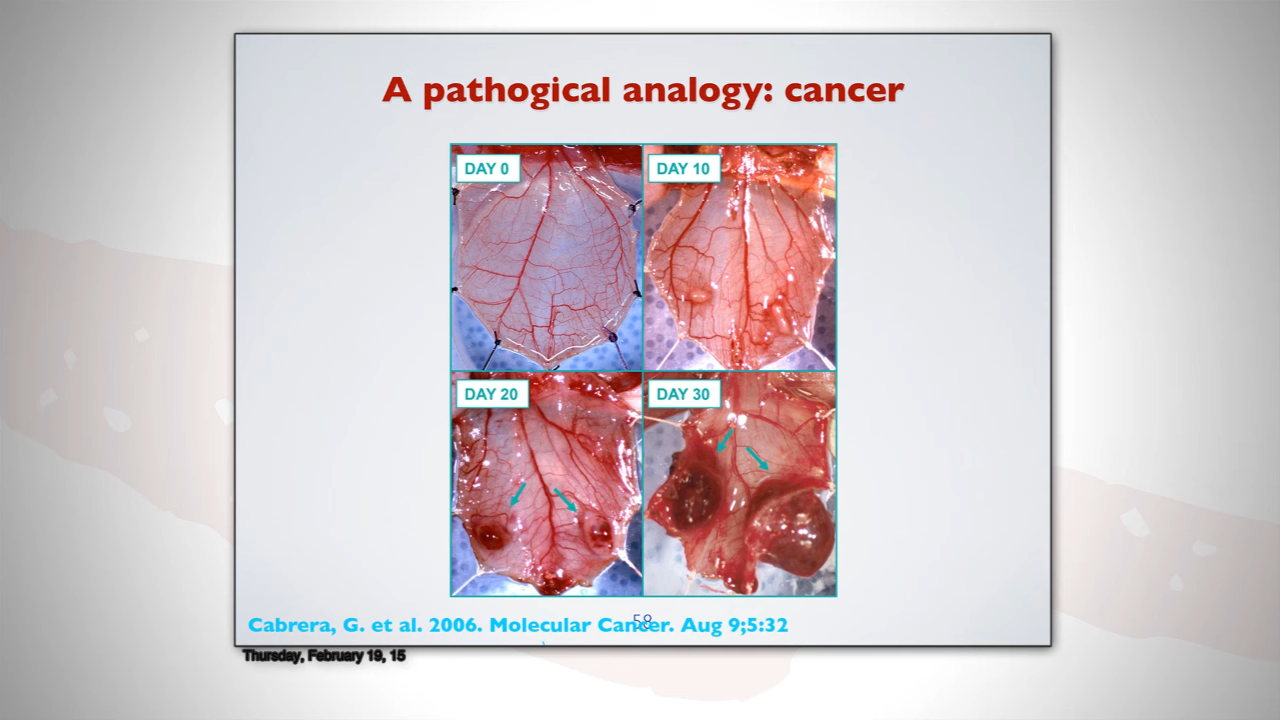 A pathogical analogy: cancer
DAY 0
DAY 10
DAY 20
DAY 30
58
Cabrera, G. et al. 2006. Molecular Cancer. Aug 9;5:32
Thursday, February 19, 15